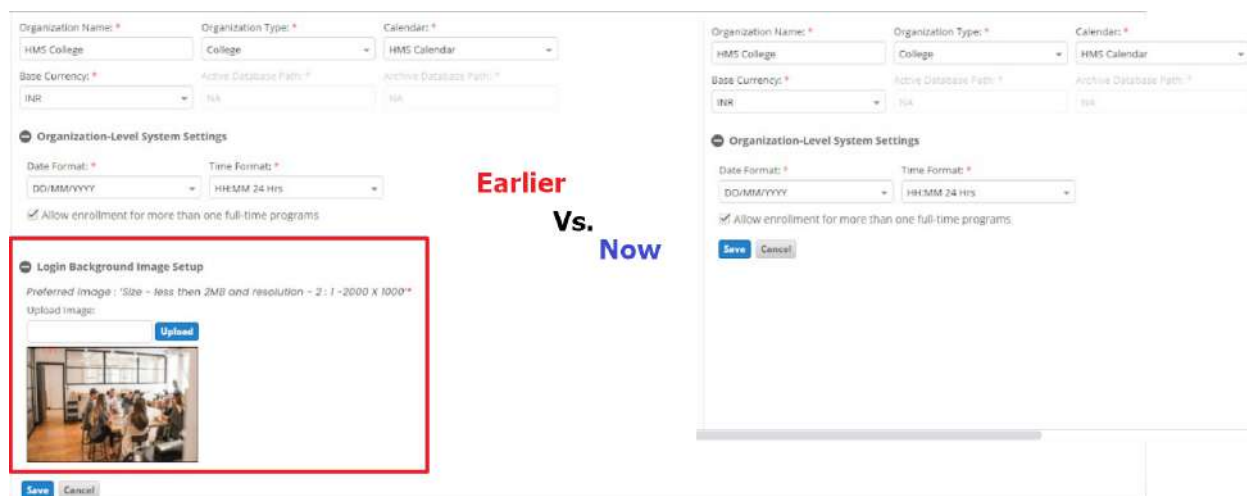 Organization Name: * Organization Type: * Calendar: *
HMS College College HMS Calendar
Base Currency: * Active Database Path: * Archive Database Path: *
INR NA NA
Organization-Level System Settings
Date Format: * Time Format: *
DD/MM/YYYY HH:MM 24 Hrs
Allow enrollment for more than one full-time programs
Login Background Image Setup
Preferred Image : 'Size - less then 2MB and resolution - 2 : 1 -2000 X 1000'*
Upload Image:
Upload
Save Cancel
Earlier
Vs.
Now
Organization Name: * Organization Type: * Calendar: *
HMS College College HMS Calendar
Base Currency: * Active Database Path: * Archive Database Path: *
INR NA
Organization-Level System Settings
Date Format: * Time Format: *
DD/MM/YYYY HH:MM 24 Hrs
Allow enrollment for more than one full-time programs
Save Cancel